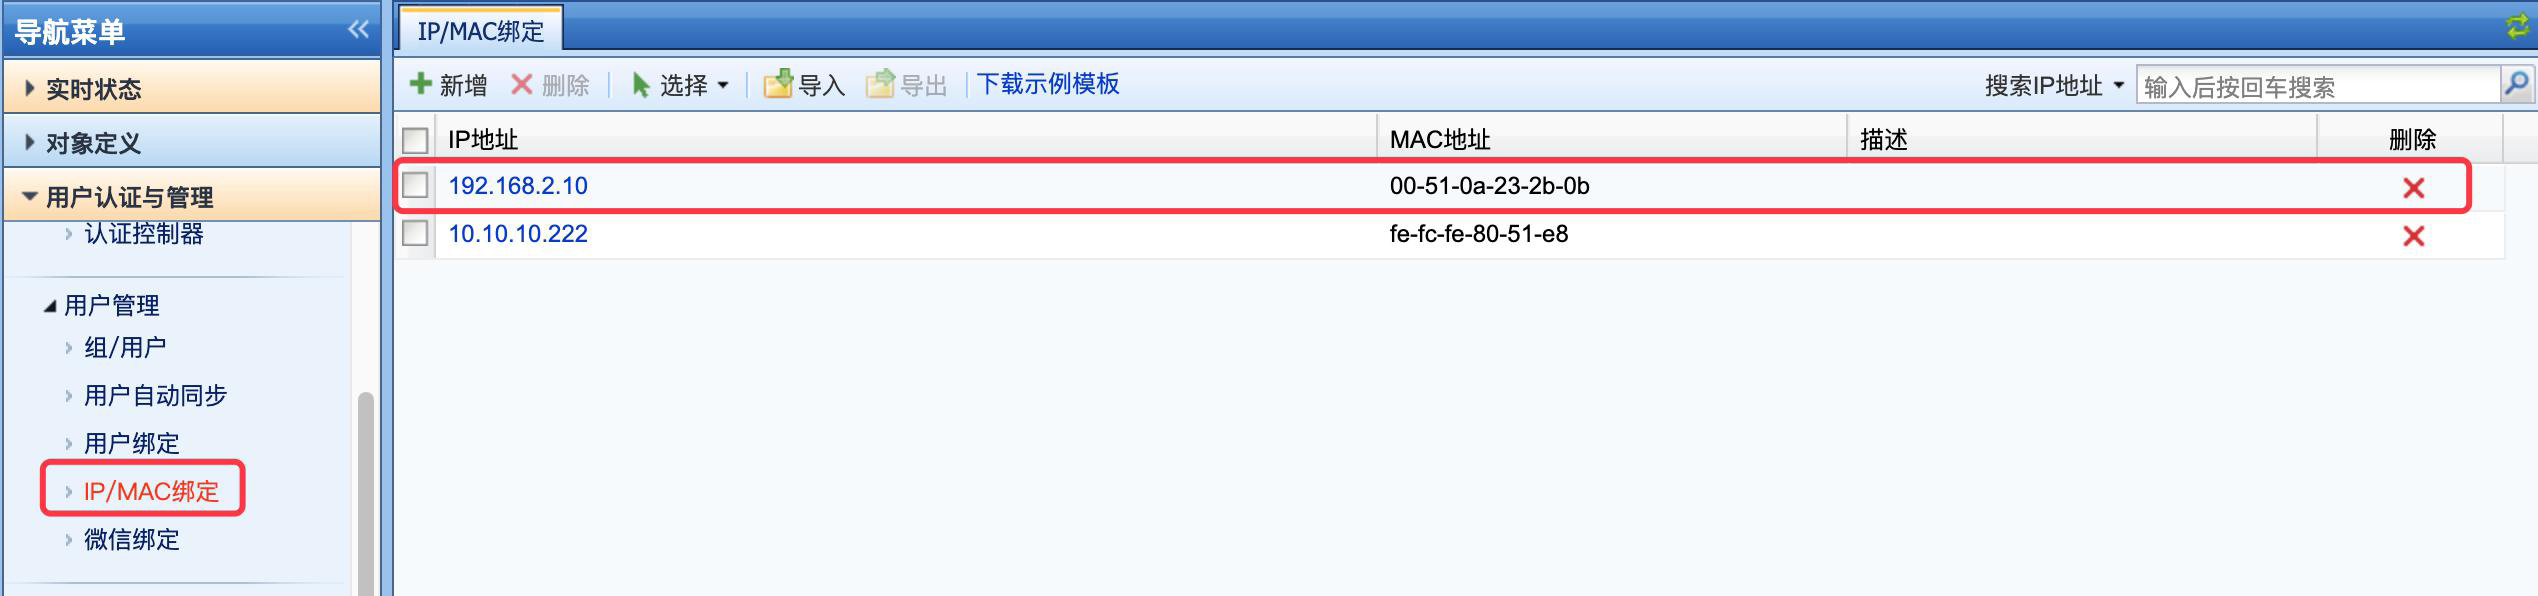 导航菜单
实时状态
对象定义
用户认证与管理
认证控制器
用户管理
组/用户
用户自动同步
用户绑定
IP/MAC绑定
微信绑定
IP/MAC绑定
新增 删除 选择 导入 导出 下载示例模板 搜索IP地址 输入后按回车搜索
IP地址 MAC地址 描述 删除
192.168.2.10 00-51-0a-23-2b-0b
10.10.10.222 fe-fc-fe-80-51-e8